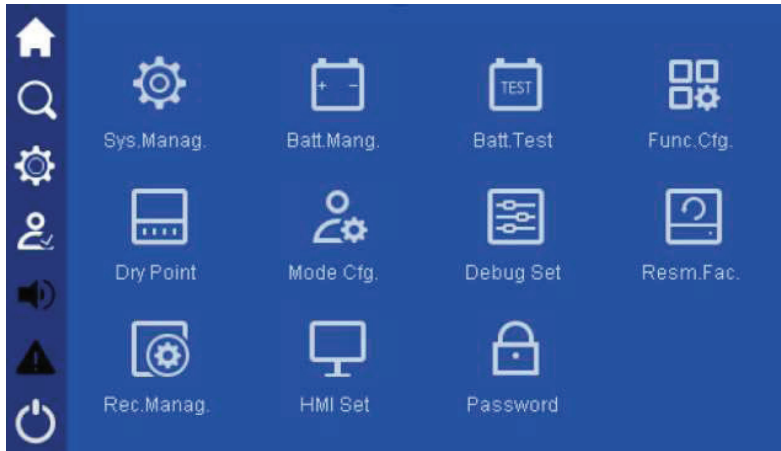 Sys.Manag.
Batt.Mang.
TEST
Batt.Test
Func.Cfg.
Dry Point
Mode Cfg.
Debug Set
Resm.Fac.
Rec.Manag.
HMI Set
Password